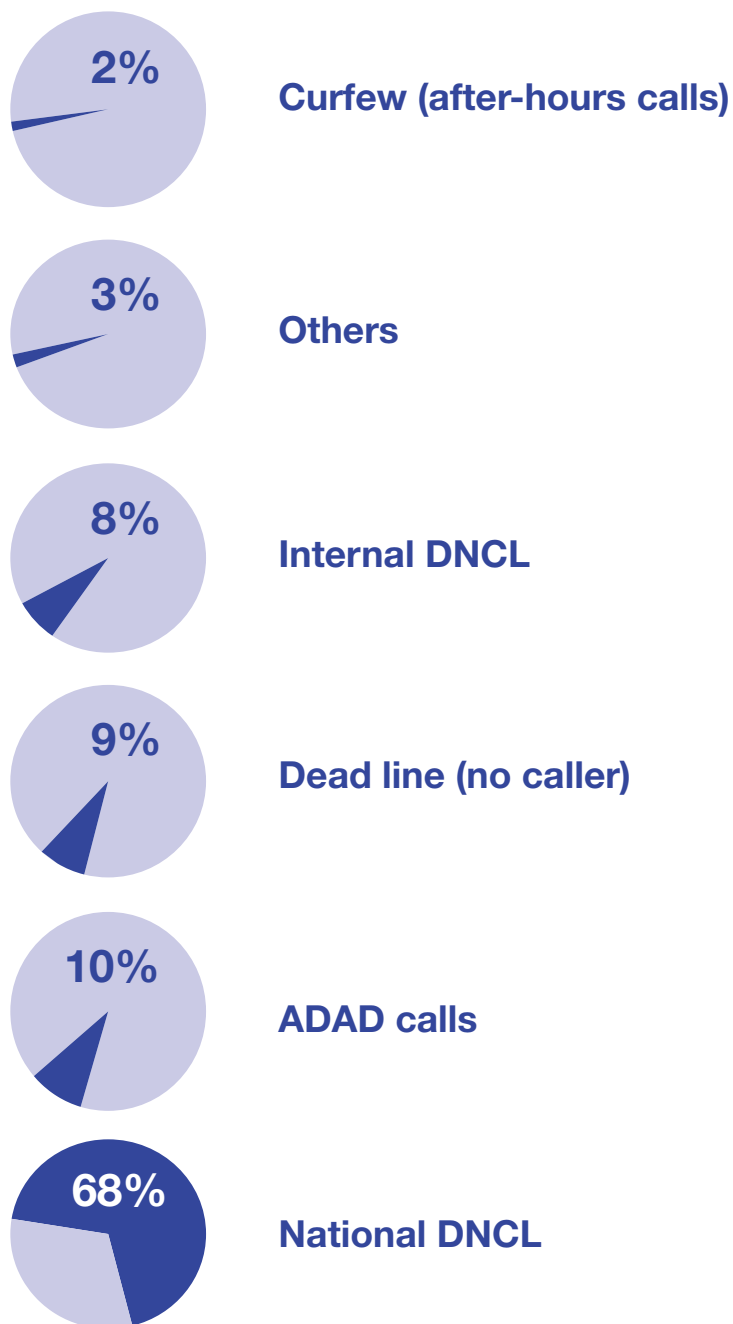 2%
Curfew (after-hours calls)
3%
Others
8%
Internal DNCL
9%
Dead line (no caller)
10%
ADAD calls
68%
National DNCL